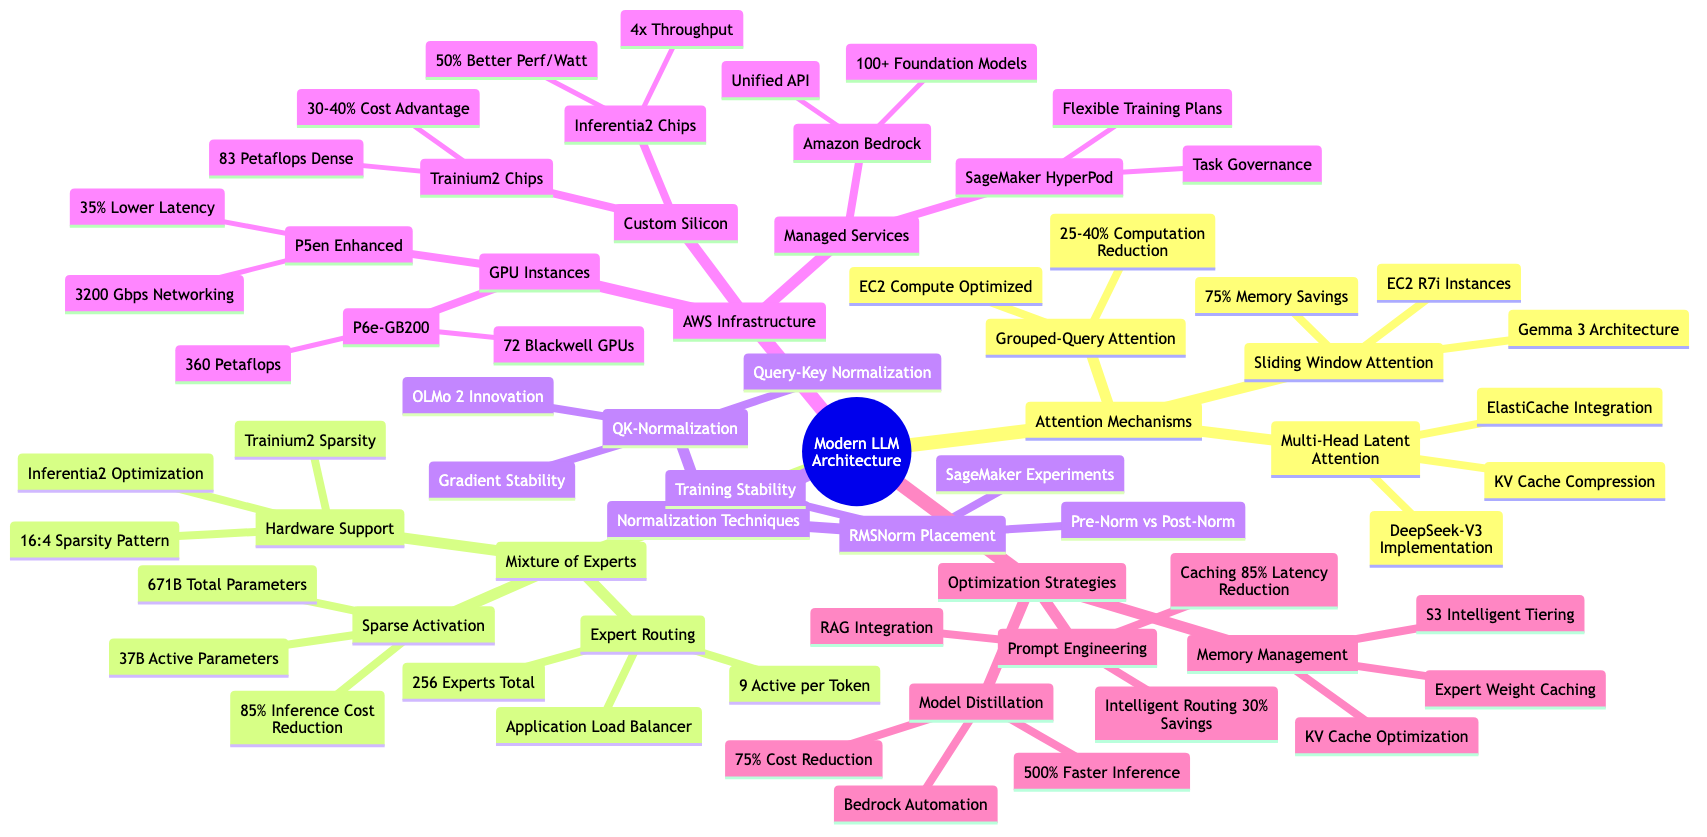 4x Throughput
50% Better Perf/Watt
Unified API
100+ Foundation Models
30-40% Cost Advantage
Inferentia2 Chips
Flexible Training Plans
Amazon Bedrock
83 Petaflops Dense
Trainium2 Chips
SageMaker HyperPod
Task Governance
35% Lower Latency
Custom Silicon
Managed Services
P5en Enhanced
25-40% Computation
Reduction
GPU Instances
3200 Gbps Networking
EC2 Compute Optimized
75% Memory Savings
EC2 R7i Instances
P6e-GB200
AWS Infrastructure
Grouped-Query Attention
Gemma 3 Architecture
360 Petaflops
72 Blackwell GPUs
Sliding Window Attention
Query-Key Normalization
OLMo 2 Innovation
QK-Normalization
Attention Mechanisms
ElastiCache Integration
Modern LLM
Architecture
Multi-Head Latent
Attention
Trainium2 Sparsity
Inferentia2 Optimization
Gradient Stability
Training Stability
SageMaker Experiments
KV Cache Compression
16:4 Sparsity Pattern
Hardware Support
Normalization Techniques
RMSNorm Placement
Pre-Norm vs Post-Norm
DeepSeek-V3
Implementation
Mixture of Experts
671B Total Parameters
Optimization Strategies
Caching 85% Latency
Reduction
Sparse Activation
Expert Routing
RAG Integration
Prompt Engineering
Memory Management
S3 Intelligent Tiering
37B Active Parameters
256 Experts Total
9 Active per Token
Expert Weight Caching
85% Inference Cost
Reduction
Application Load Balancer
Model Distillation
Intelligent Routing 30%
Savings
KV Cache Optimization
75% Cost Reduction
500% Faster Inference
Bedrock Automation